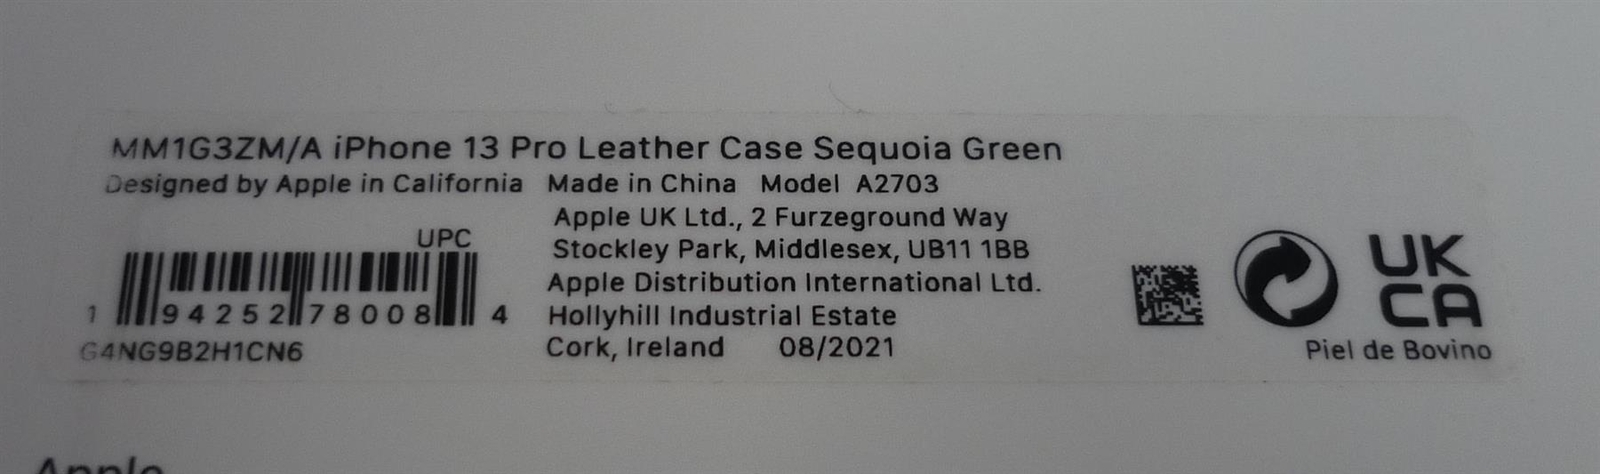 MM1G3ZM/A iPhone 13 Pro Leather Case Sequoia Green
Designed by Apple in California Made in China Model A2703
UPC
1 94252 78008 4
G4NG9B2H1CN6
Apple UK Ltd., 2 Furzeground Way
Stockley Park, Middlesex, UB11 1BB
Apple Distribution International Ltd.
Hollyhill Industrial Estate
Cork, Ireland 08/2021
UK
CA
Piel de Bovino
Apple